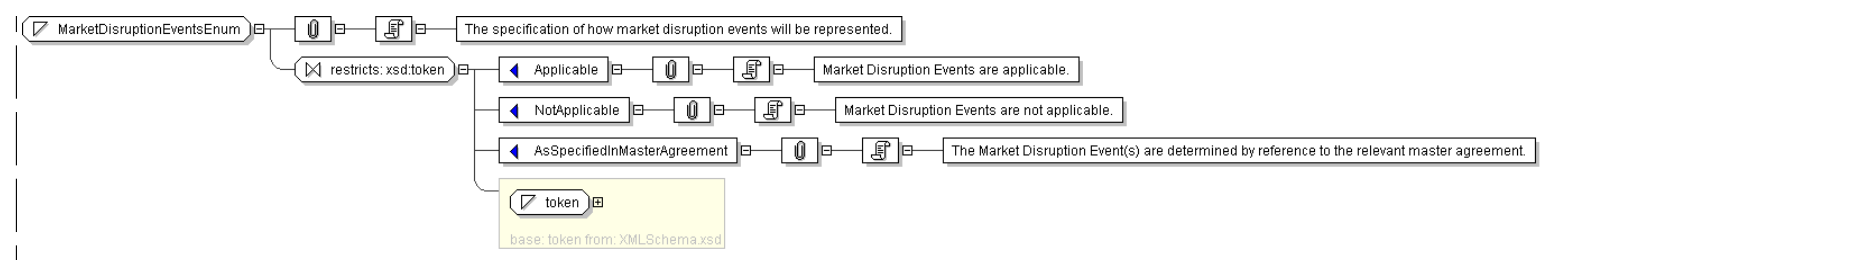 MarketDisruptionEventsEnum The specification of how market disruption events will be represented.
restricts: xsd:token Applicable Market Disruption Events are applicable.
NotApplicable Market Disruption Events are not applicable.
AsSpecifiedInMasterAgreement The Market Disruption Event(s) are determined by reference to the relevant master agreement.
token
base: token from: XMLSchema.xsd